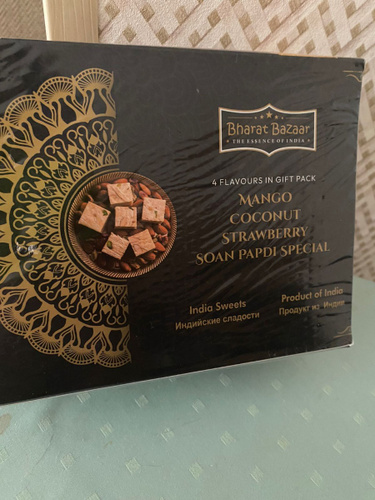 Bharat Bazaar
THE ESSENCE OF INDIA
4 FLAVOURS IN GIFT PACK
MANGO
COCONUT
STRAWBERRY
SOAN PAPDI SPECIAL
India Sweets
Индийские сладости
Product of India
Продукт из Индии